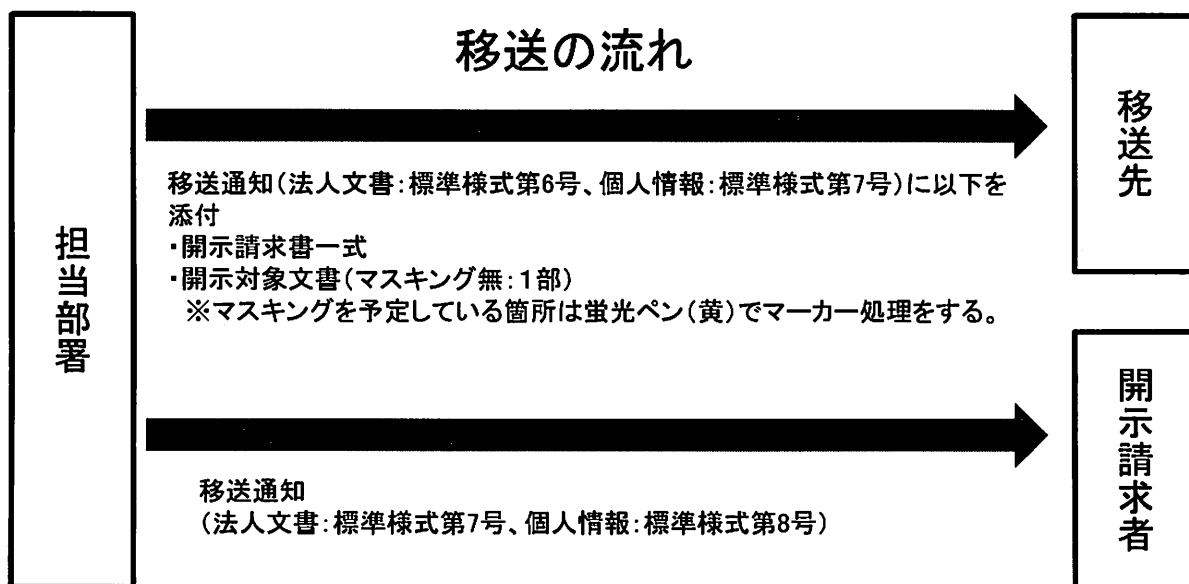 移送の流れ
担当部署
移送先
移送通知(法人文書:標準様式第6号、個人情報:標準様式第7号)に以下を
添付
・開示請求書一式
・開示対象文書(マスキング無:1部)
※マスキングを予定している箇所は蛍光ペン(黄)でマーカー処理をする。
開示請求者
移送通知
(法人文書:標準様式第7号、個人情報:標準様式第8号)